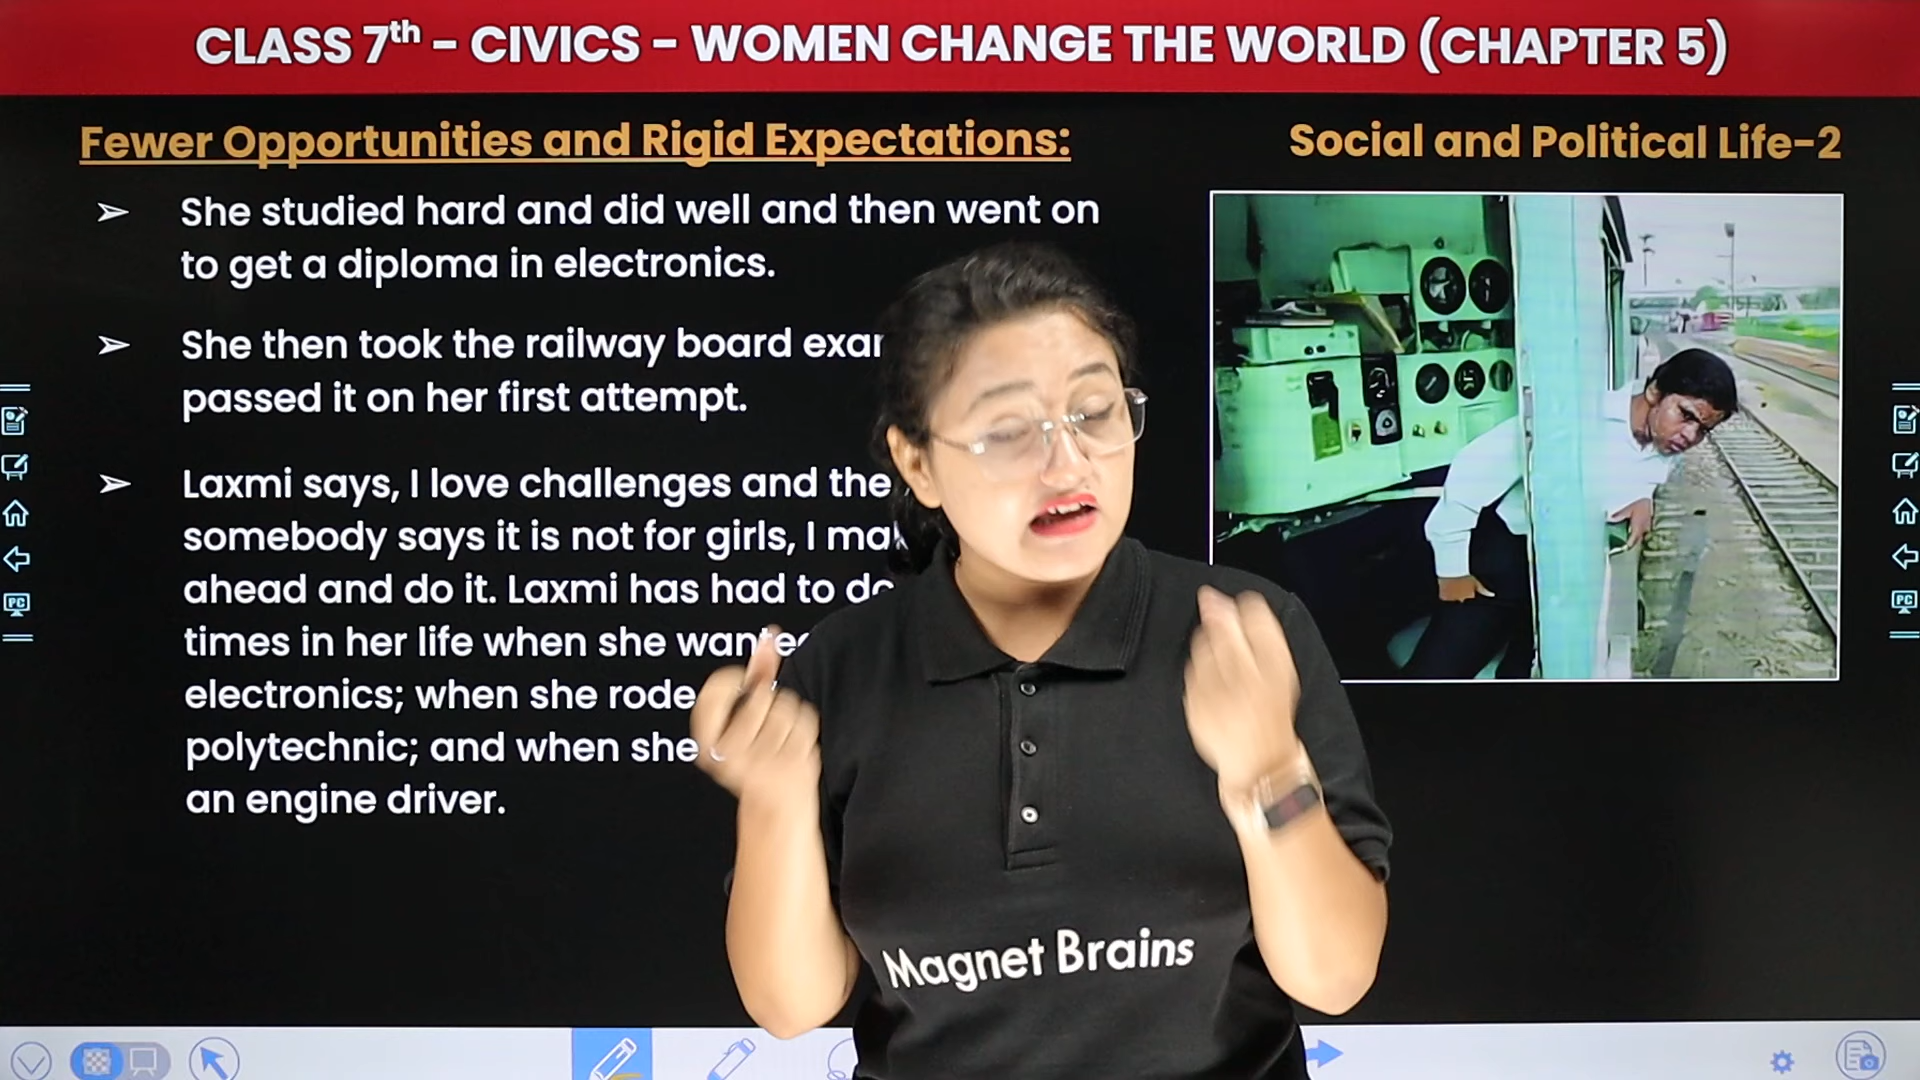 CLASS 7th - CIVICS - WOMEN CHANGE THE WORLD (CHAPTER 5)
Fewer Opportunities and Rigid Expectations:
Social and Political Life-2
➢ She studied hard and did well and then went on
to get a diploma in electronics.
➢ She then took the railway board
passed it on her first attempt.
➢ Laxmi says, I love challenges and the
somebody says it is not for girls, I
ahead and do it. Laxmi has had to
times in her life when she
electronics; when she rode
polytechnic; and when she
an engine driver.
Magnet Brains
PC
PC